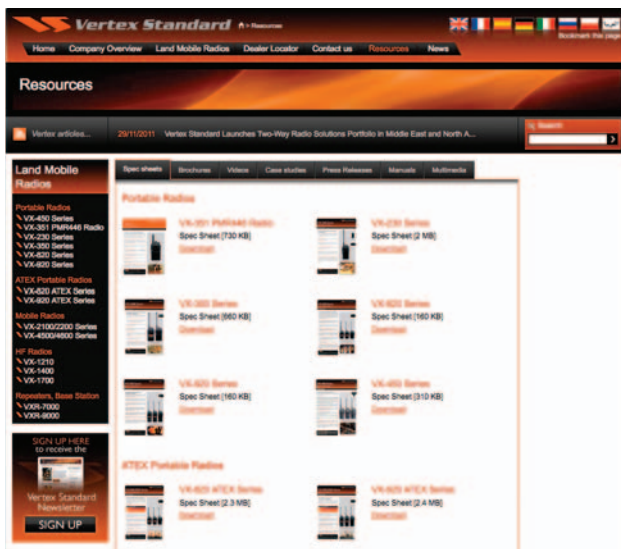 Vertex Standard
> Resources
Bookmark this page
Home Company Overview Land Mobile Radios Dealer Locator Contact us Resources News
Resources
Vertex articles... 29/11/2011 Vertex Standard Launches Two-Way Radio Solutions Portfolio in Middle East and North A...
Search
Land Mobile
Radios
Portable Radios
VX-450 Series
VX-351 PMR446 Radio
VX-230 Series
VX-350 Series
VX-820 Series
VX-920 Series
ATEX Portable Radios
VX-820 ATEX Series
VX-920 ATEX Series
Mobile Radios
VX-2100/2200 Series
VX-4500/4600 Series
HF Radios
VX-1210
VX-1400
VX-1700
Repeaters, Base Station
VXR-7000
VXR-9000
SIGN UP HERE
to receive the
Vertex Standard
Newsletter
SIGN UP
Spec sheets Brochures Videos Case studies Press Releases Manuals Multimedia
Portable Radios
VX-351 PMR446 Radio
Spec Sheet [730 KB]
Download
VX-230 Series
Spec Sheet [2 MB]
Download
Series
Spec Sheet [660 KB]
Download
Series
Spec Sheet [160 KB]
Download
Series
Spec Sheet [160 KB]
Download
VX-450 Series
Spec Sheet [310 KB]
Download
ATEX Portable Radios
VX-820 ATEX Series
Spec Sheet [2.3 MB]
Download
VX-920 ATEX Series
Spec Sheet [2.4 MB]
Download